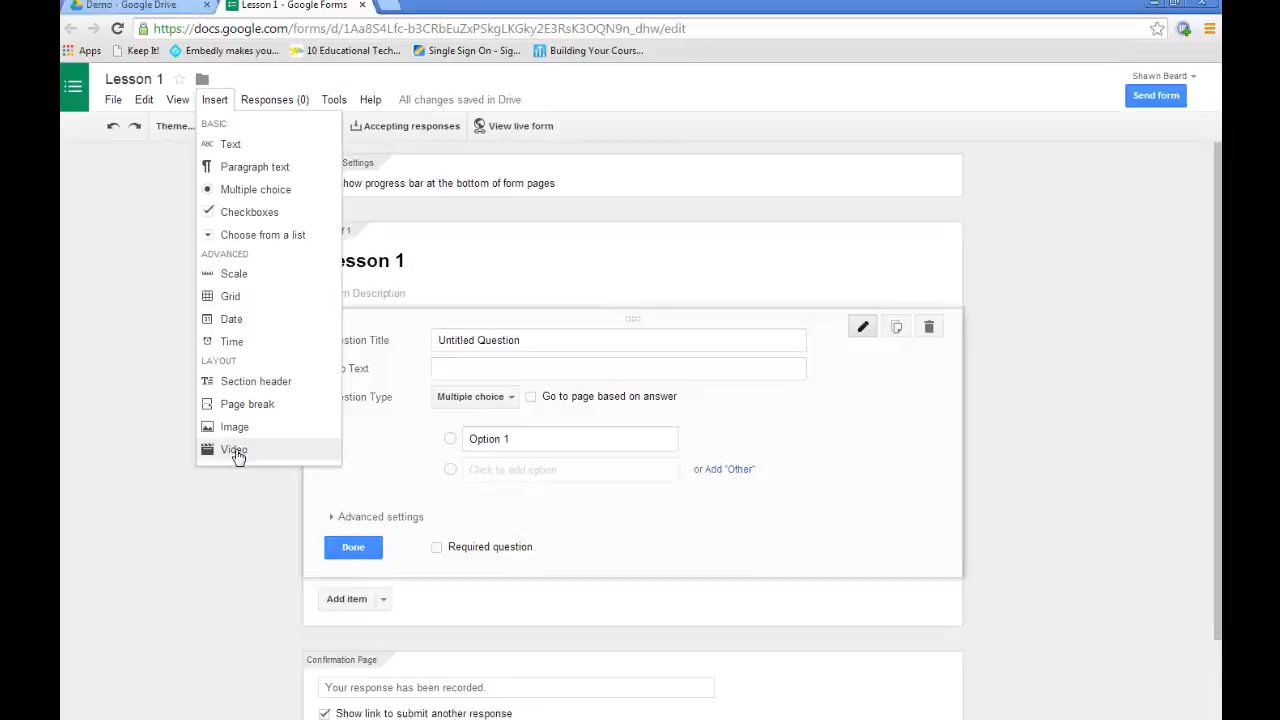 Demo - Google Drive
Lesson 1 - Google Forms
https://docs.google.com/forms/d/1Aa8S4Lfc-b3CRbEuZxPSkgLrGky2E3RsK3OQN9n_dhw/edit
Apps Keep It! Embedly makes you... 10 Educational Tech... Single Sign On - Sig... Building Your Cours...
Lesson 1
Shawn Beard
File Edit View Insert Responses (0) Tools Help All changes saved in Drive
Send form
Theme... Accepting responses View live form
BASIC
ABC Text
Paragraph text
Multiple choice
Checkboxes
Choose from a list
ADVANCED
Scale
Grid
31 Date
Time
LAYOUT
Section header
Page break
Image
Video
Settings
how progress bar at the bottom of form pages
f 1
esson 1
m Description
estion Title Untitled Question
o Text
estion Type Multiple choice Go to page based on answer
Option 1
Click to add option or Add "Other"
Advanced settings
Done Required question
Add item
Confirmation Page
Your response has been recorded.
Show link to submit another response